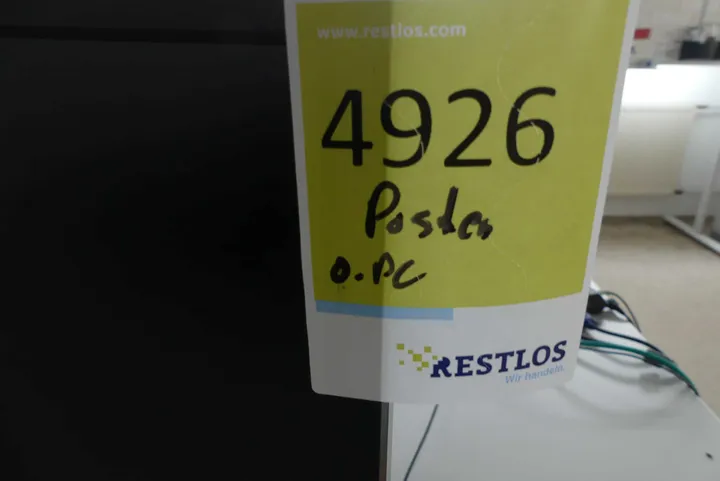 www.restlos.com
4926
Posten
o.PC
RESTLOS
Wir handeln.